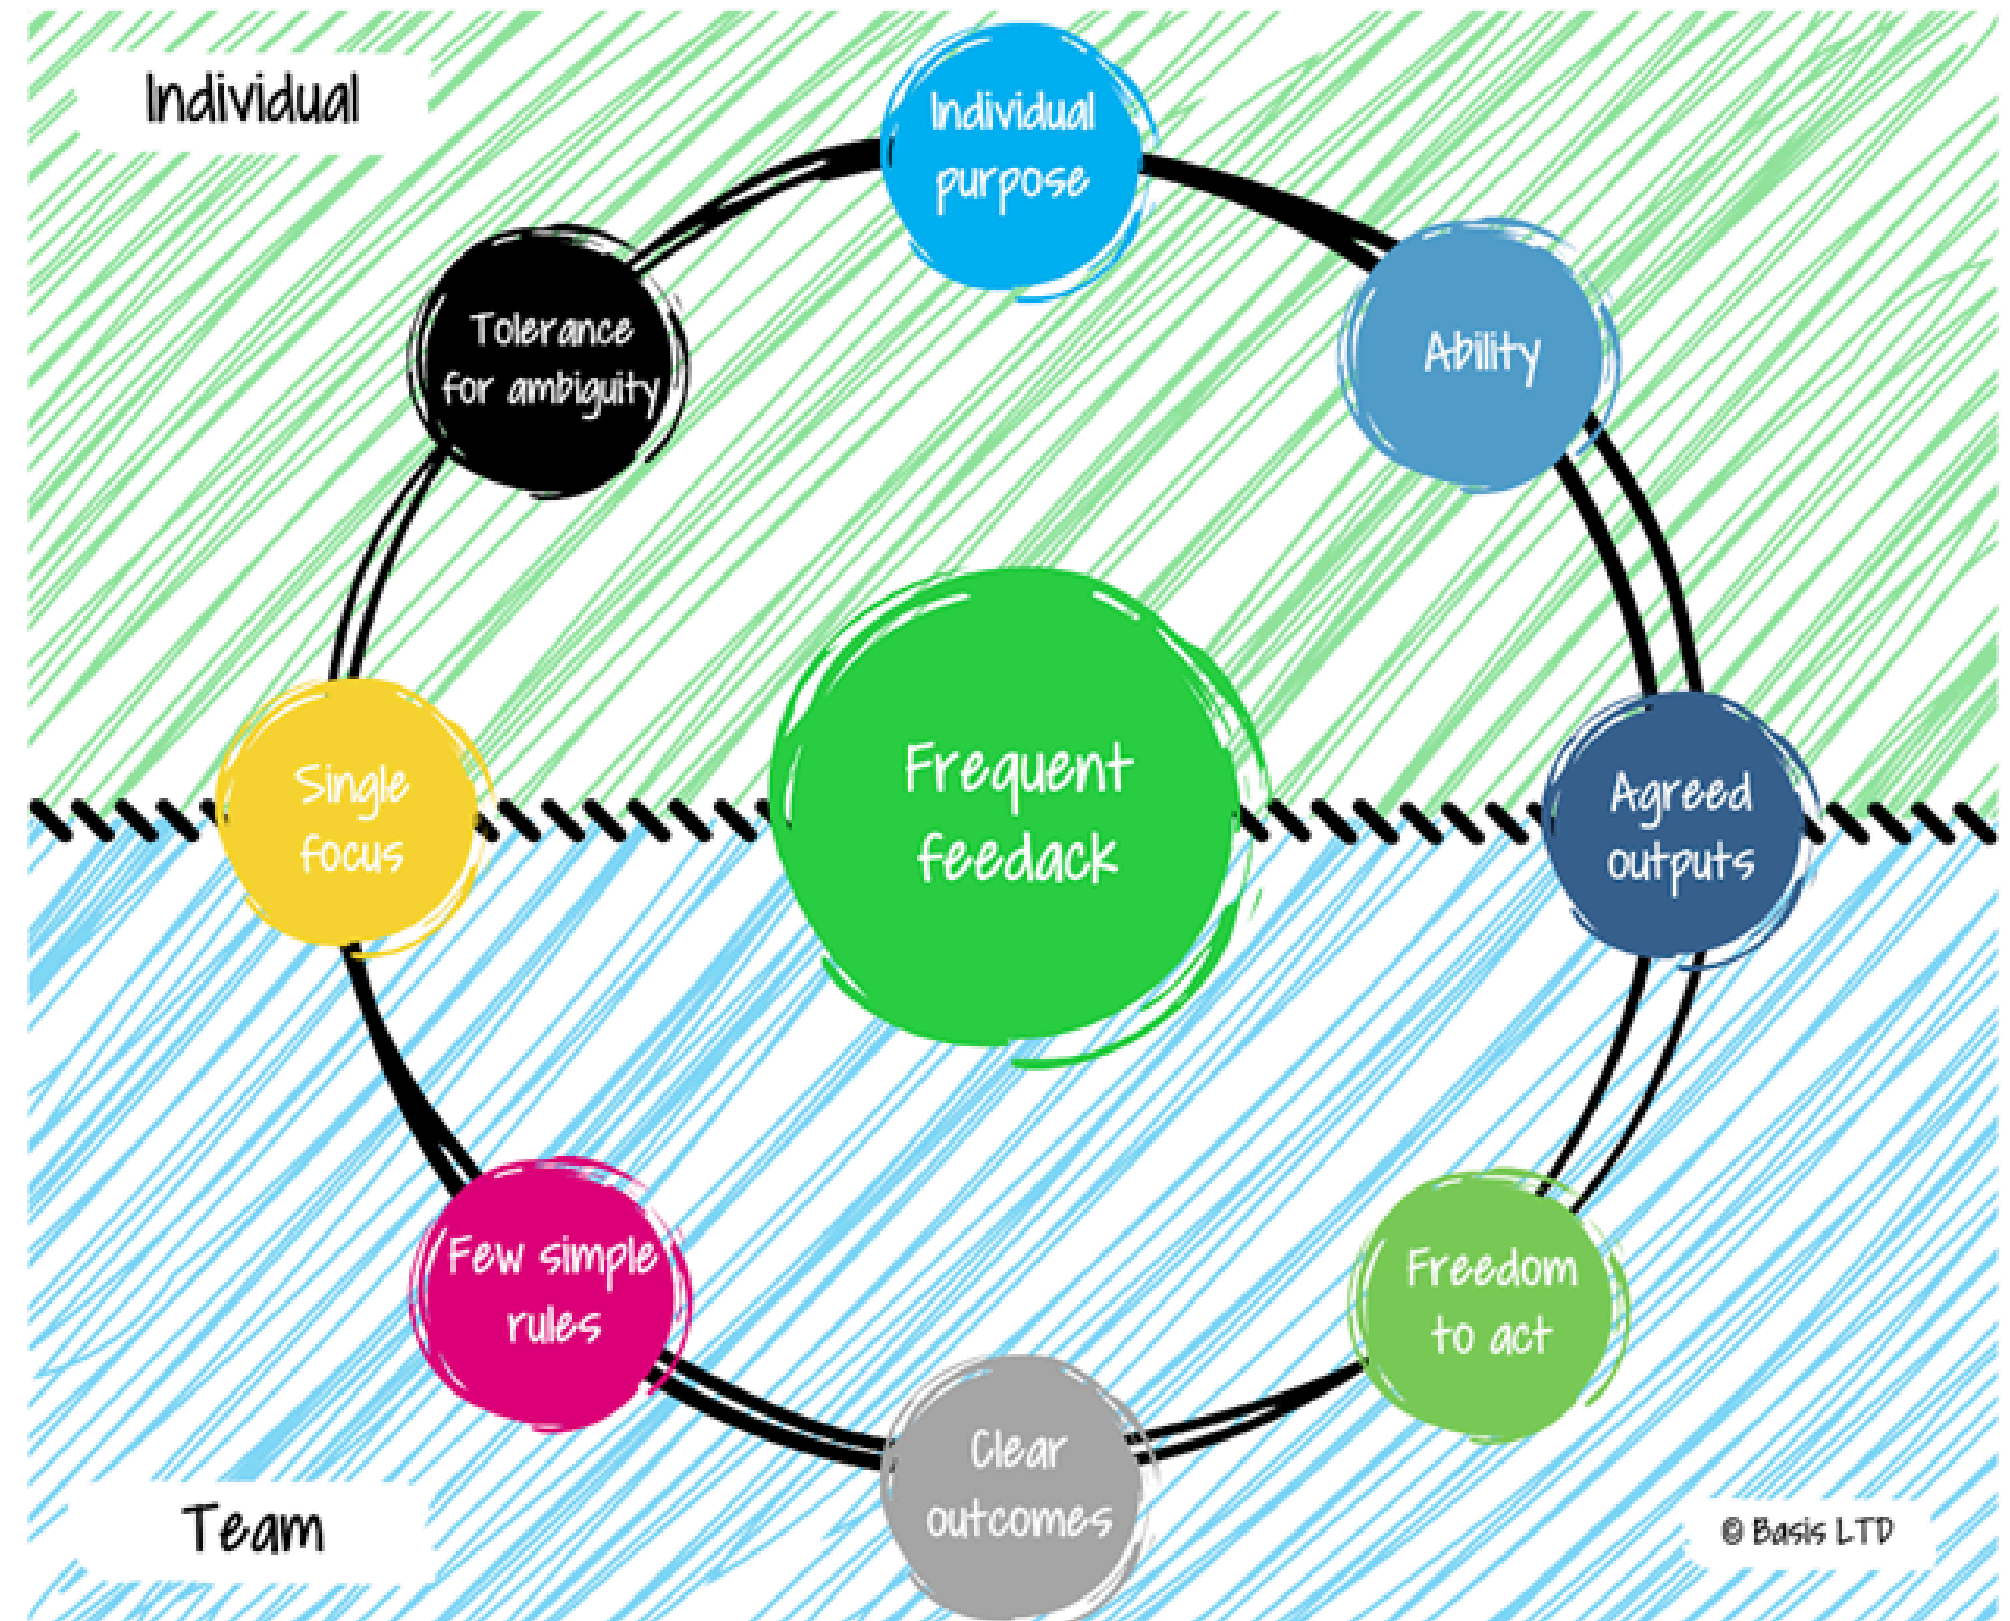 Individual
Individual
purpose
Tolerance
for ambiguity
Ability
Single
focus
Frequent
feedack
Agreed
outputs
Few simple
rules
Freedom
to act
Clear
outcomes
Team
© Basis LTD